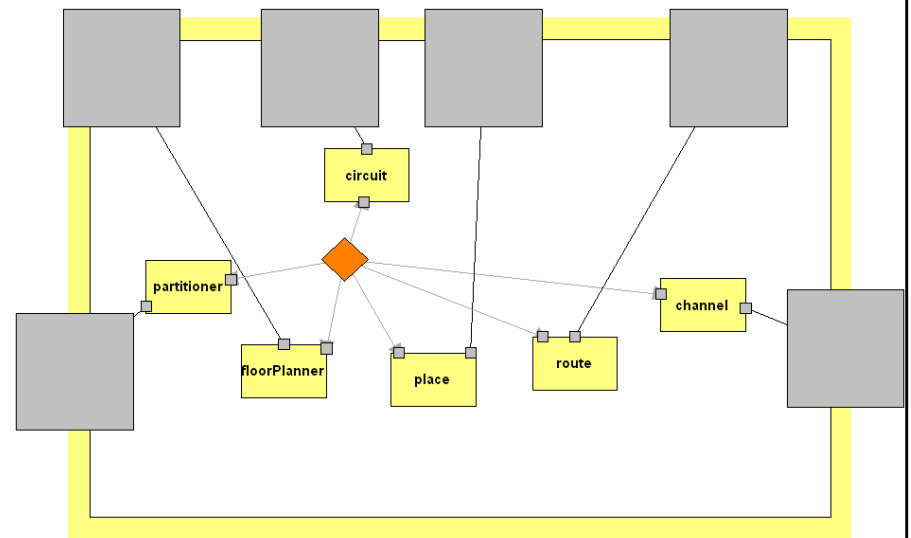 circuit
partitioner
channel
floorPlanner
place
route